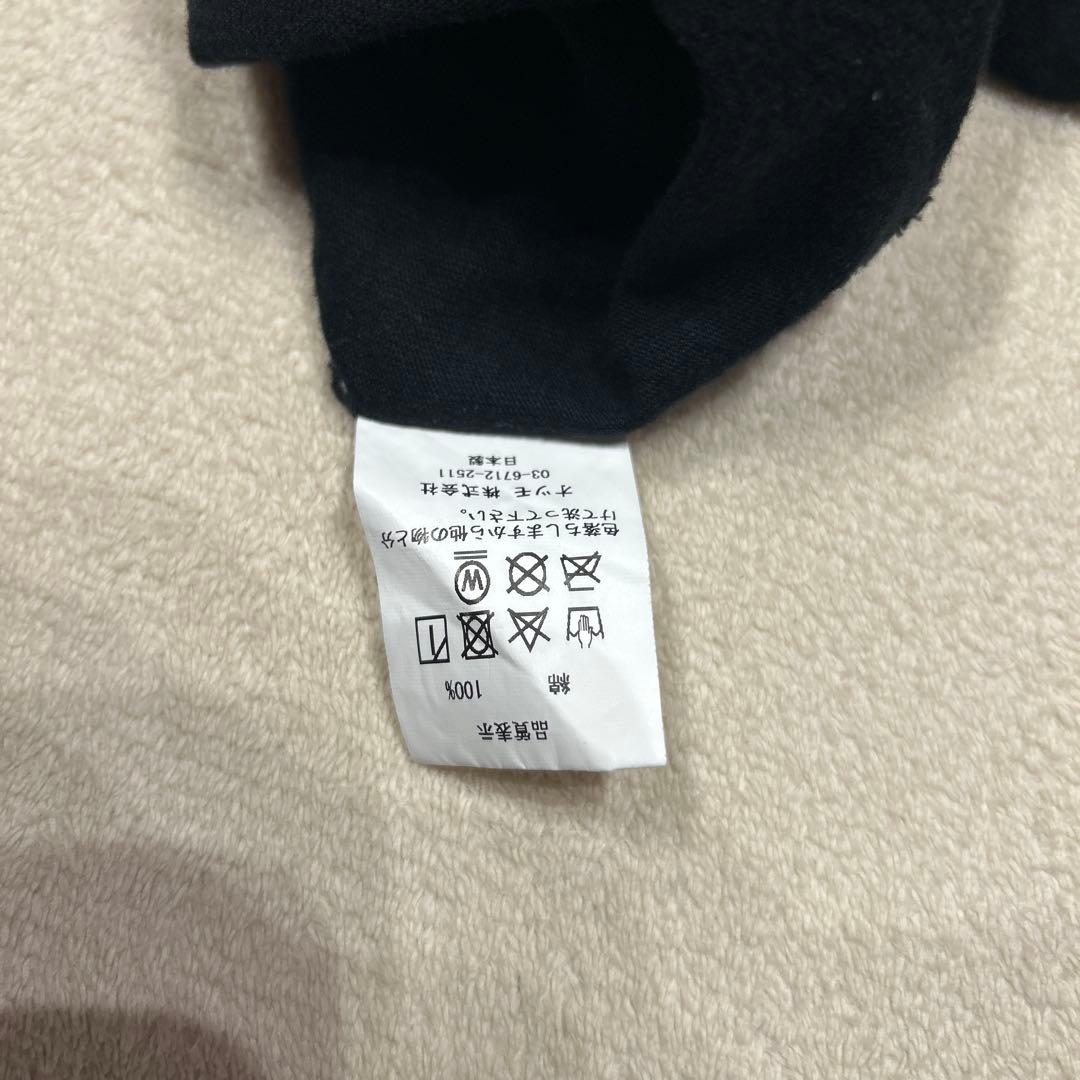 品質表示
綿 100%
W
色落ちしますから他の物と分
けて洗って下さい。
オツモ 株式会社
03-6712-2511
日本製